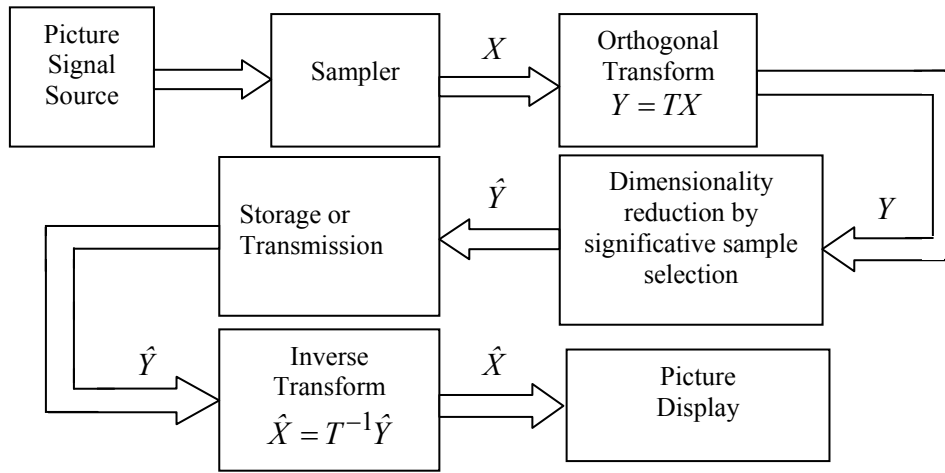 Picture
Signal
Source
Sampler
X
Orthogonal
Transform
Y = TX
Y
Dimensionality
reduction by
significative sample
selection
Ŷ
Storage or
Transmission
Ŷ
Inverse
Transform
X̂ = T⁻¹Ŷ
X̂
Picture
Display